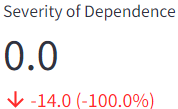 Severity of Dependence
0.0
↓ -14.0 (-100.0%)